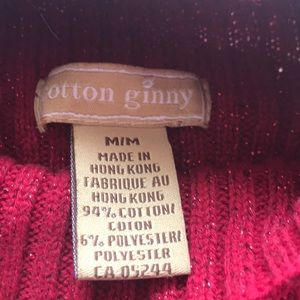 otton ginny
M/M
MADE IN
HONG KONG
FABRIQUE AU
HONG KONG
94% COTTON/
COTON
6% POLYESTER/
POLYESTER
CA 05244